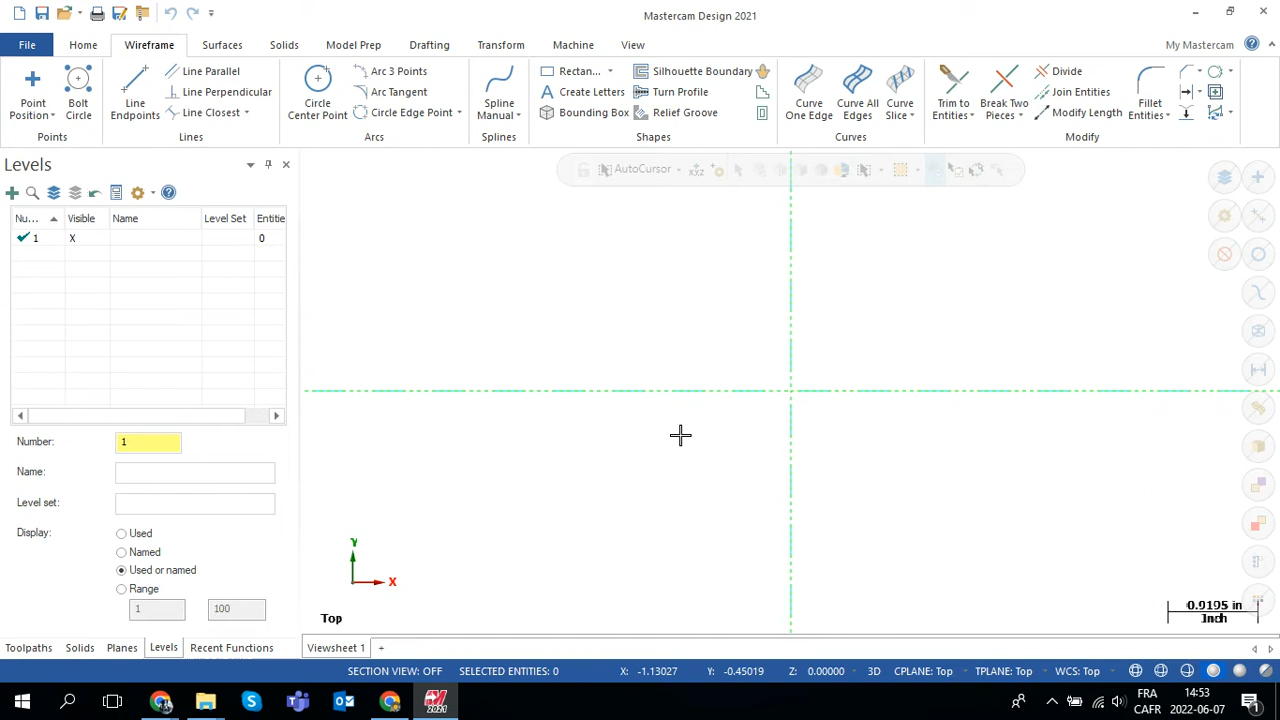 Mastercam Design 2021
File Home Wireframe Surfaces Solids Model Prep Drafting Transform Machine View My Mastercam
Point Position
Bolt Circle
Points
Line Endpoints
Line Parallel
Line Perpendicular
Line Closest
Lines
Circle Center Point
Arc 3 Points
Arc Tangent
Circle Edge Point
Arcs
Spline Manual
Splines
Rectan...
Create Letters
Bounding Box
Silhouette Boundary
Turn Profile
Relief Groove
Shapes
Curve One Edge
Curve All Edges
Curve Slice
Curves
Trim to Entities
Break Two Pieces
Divide
Join Entities
Modify Length
Fillet Entities
Modify
Levels
AutoCursor
Nu... Visible Name Level Set Entitie
1 X 0
Number: 1
Name:
Level set:
Display: Used
Named
Used or named
Range
1 100
Y
X
Top
0.9195 in
Inch
Toolpaths Solids Planes Levels Recent Functions Viewsheet 1 +
SECTION VIEW: OFF SELECTED ENTITIES: 0 X: -1.13027 Y: -0.45019 Z: 0.00000 3D CPLANE: Top TPLANE: Top WCS: Top
FRA 14:53
CAFR 2022-06-07